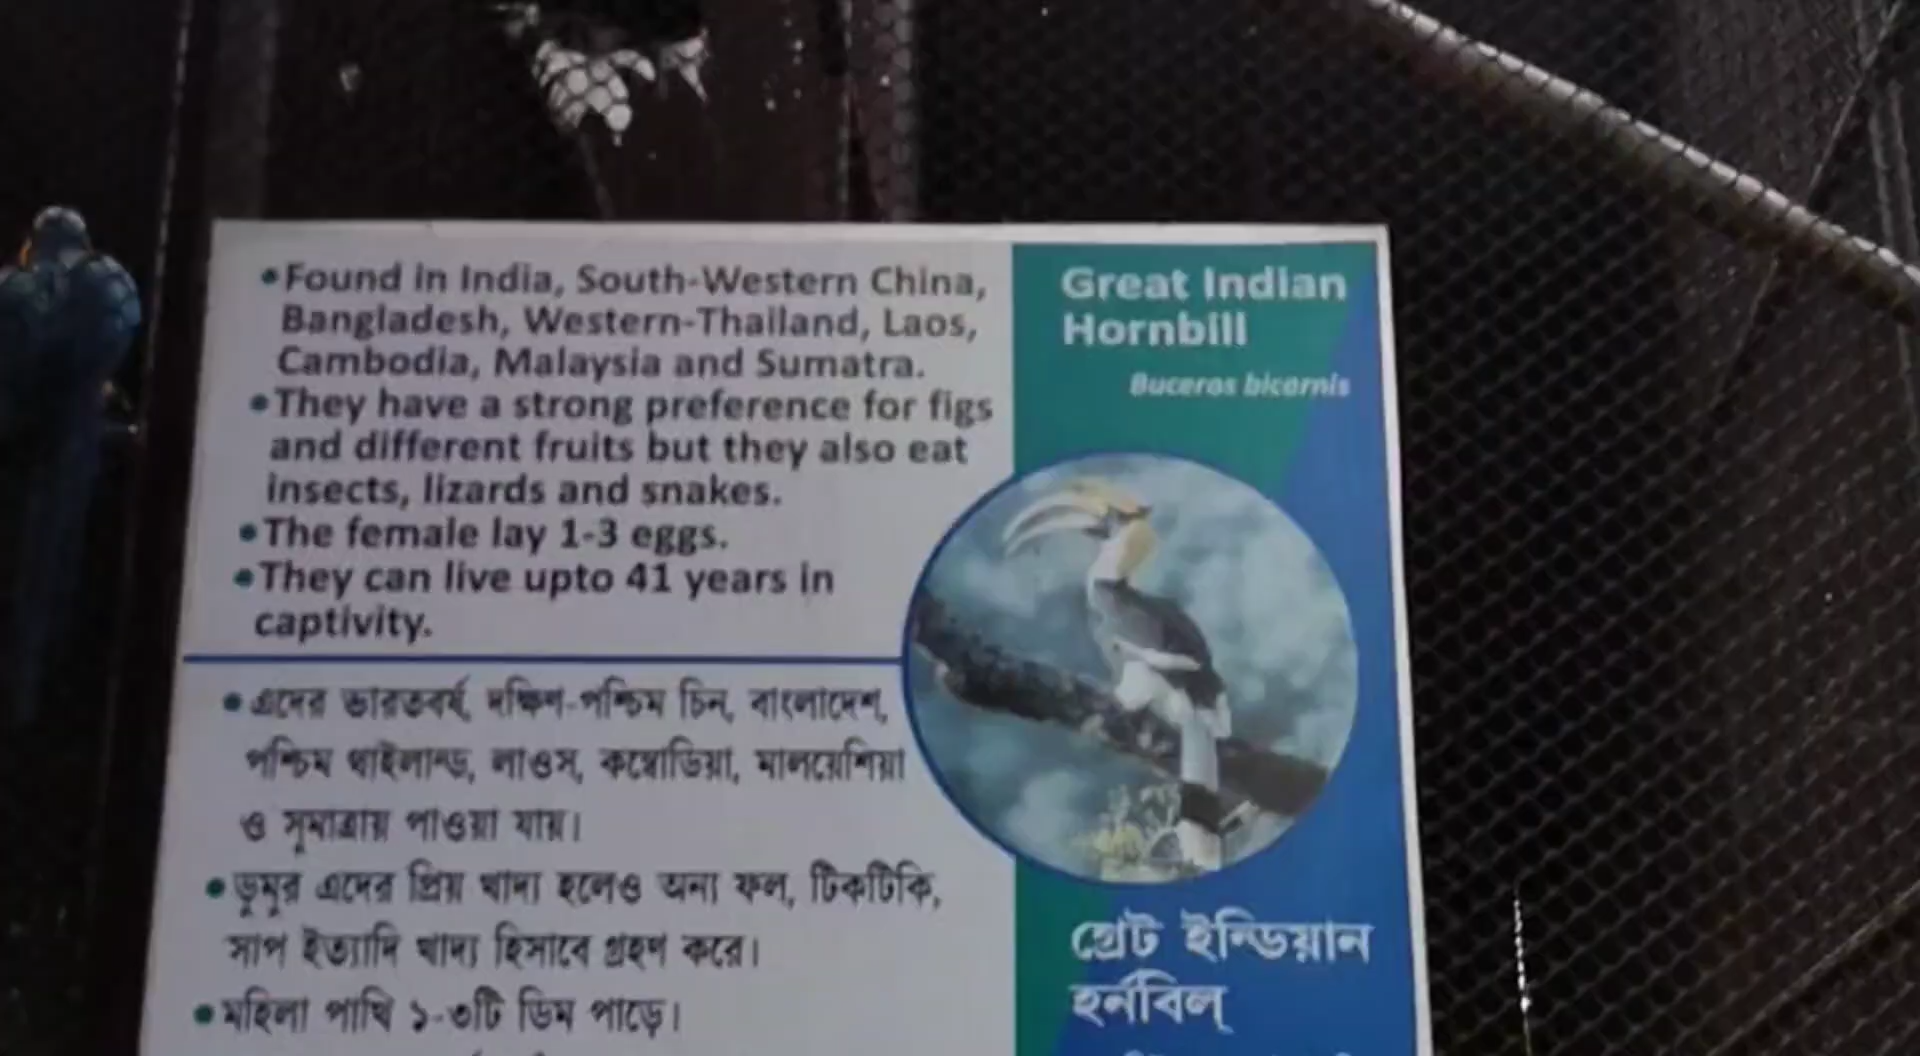 •Found in India, South-Western China,
Bangladesh, Western-Thailand, Laos,
Cambodia, Malaysia and Sumatra.
•They have a strong preference for figs
and different fruits but they also eat
insects, lizards and snakes.
•The female lay 1-3 eggs.
•They can live upto 41 years in
captivity.
Great Indian
Hornbill
Buceros bicornis
•এদের ভারতবর্ষ, দক্ষিণ-পশ্চিম চিন, বাংলাদেশ,
পশ্চিম থাইলান্ড, লাওস, কম্বোডিয়া, মালয়েশিয়া
ও সুমাত্রায় পাওয়া যায়।
•ডুমুর এদের প্রিয় খাদ্য হলেও অন্য ফল, টিকটিকি,
সাপ ইত্যাদি খাদ্য হিসাবে গ্রহণ করে।
•মহিলা পাখি ১-৩টি ডিম পাড়ে।
গ্রেট ইন্ডিয়ান
হর্নবিল্